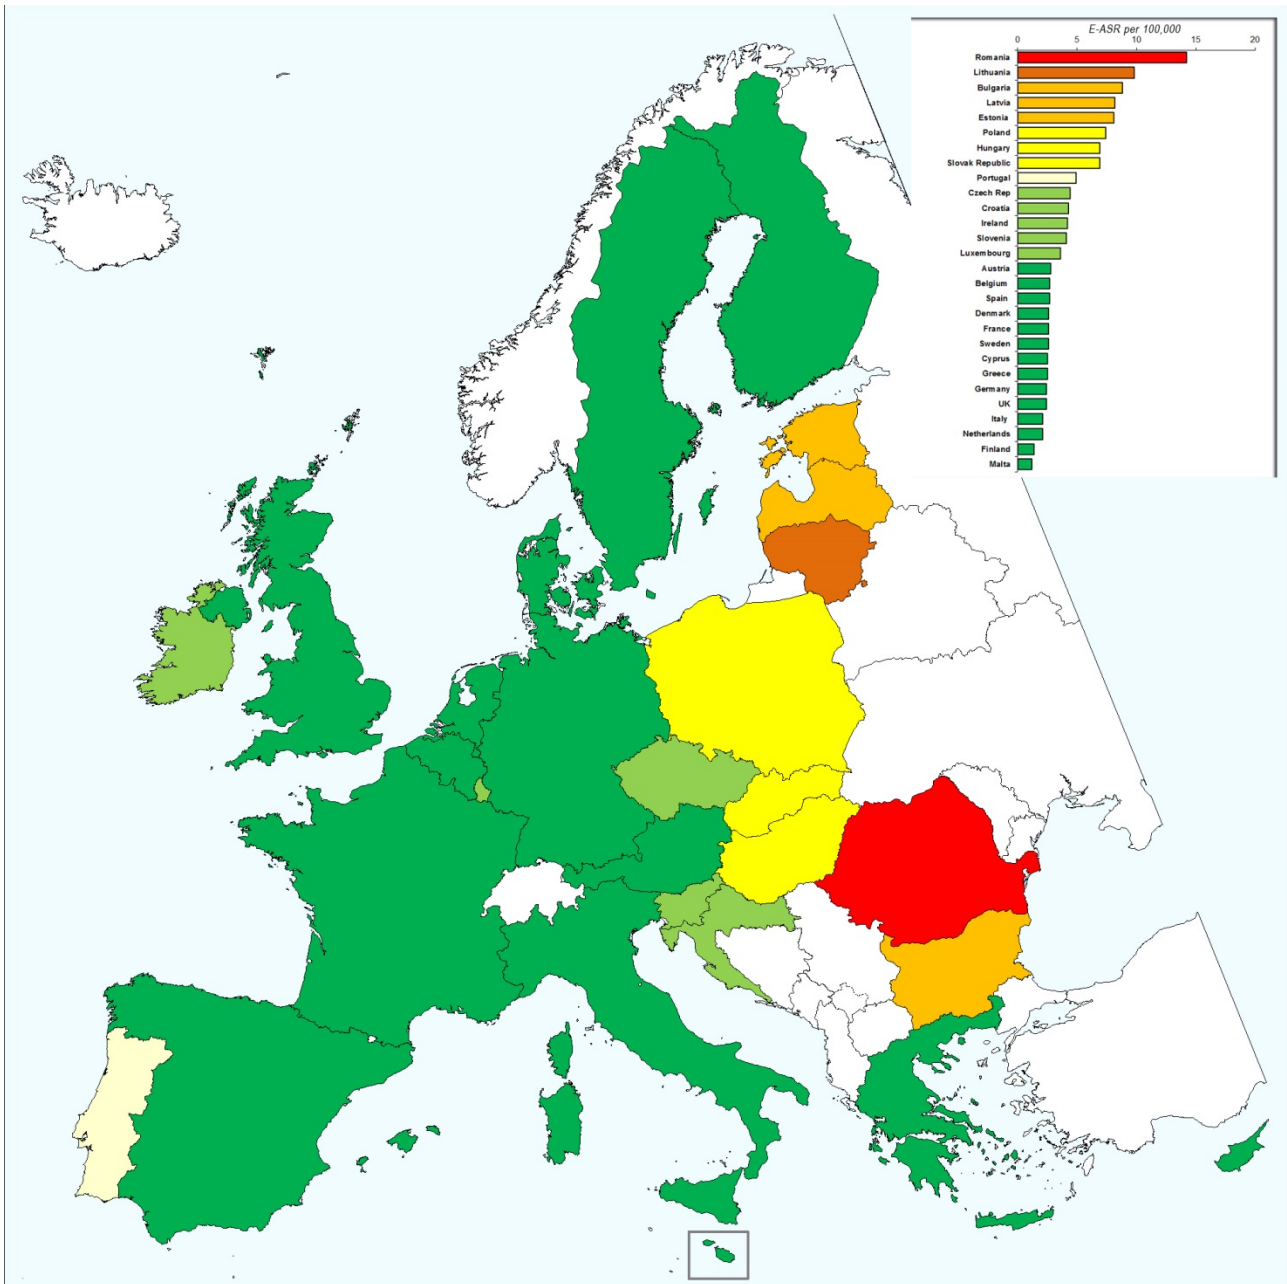 E-ASR per 100,000
0 5 10 15 20
Romania
Lithuania
Bulgaria
Latvia
Estonia
Poland
Hungary
Slovak Republic
Portugal
Czech Rep
Croatia
Ireland
Slovenia
Luxembourg
Austria
Belgium
Spain
Denmark
France
Sweden
Cyprus
Greece
Germany
UK
Italy
Netherlands
Finland
Malta